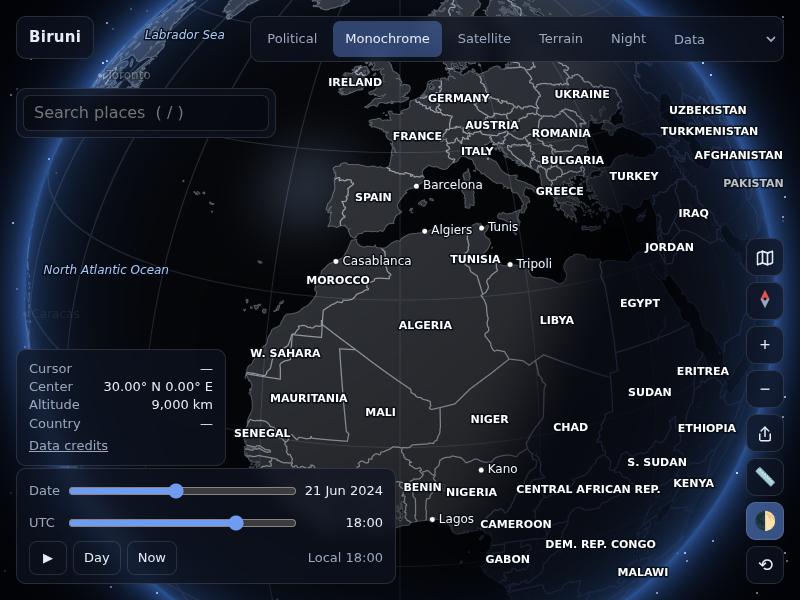 Biruni
Labrador Sea
Political
Monochrome
Satellite
Terrain
Night
Data
Toronto
Search places ( / )
IRELAND
GERMANY
UKRAINE
UZBEKISTAN
FRANCE
AUSTRIA
ROMANIA
TURKMENISTAN
ITALY
BULGARIA
AFGHANISTAN
TURKEY
PAKISTAN
SPAIN
Barcelona
GREECE
IRAQ
Algiers
Tunis
JORDAN
North Atlantic Ocean
Casablanca
TUNISIA
Tripoli
MOROCCO
EGYPT
Caracas
ALGERIA
LIBYA
W. SAHARA
ERITREA
MAURITANIA
MALI
NIGER
SUDAN
CHAD
ETHIOPIA
SENEGAL
S. SUDAN
Kano
KENYA
BENIN
NIGERIA
CENTRAL AFRICAN REP.
Lagos
CAMEROON
DEM. REP. CONGO
GABON
MALAWI
Cursor —
Center 30.00° N 0.00° E
Altitude 9,000 km
Country —
Data credits
Date 21 Jun 2024
UTC 18:00
▶ Day Now Local 18:00
+
−